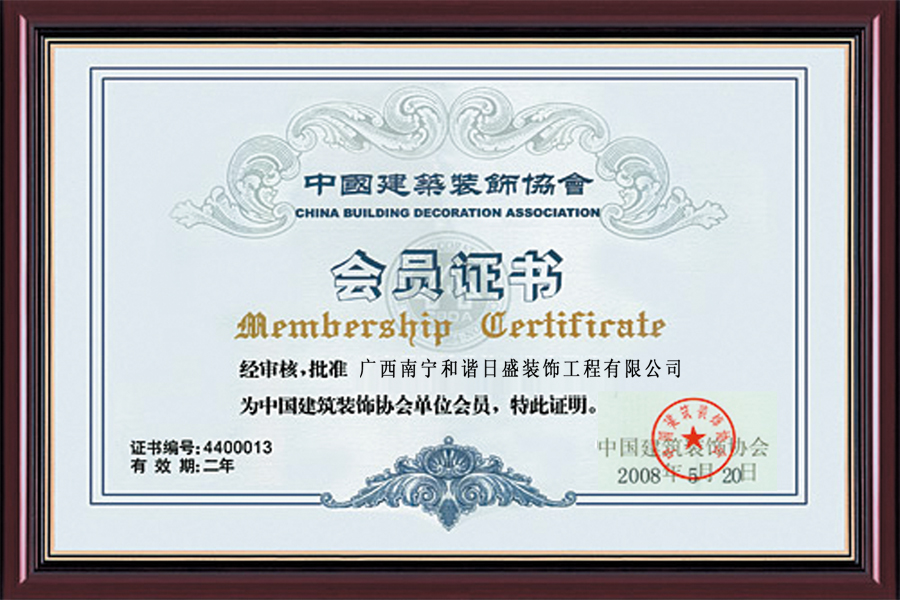 中國建築装飾協會
CHINA BUILDING DECORATION ASSOCIATION
会员证书
Membership Certificate
经审核，批准 广西南宁和谐日盛装饰工程有限公司
为中国建筑装饰协会单位会员，特此证明。
证书编号：4400013
有 效 期：二年
中国建筑装饰协会
2008年 5月 20日